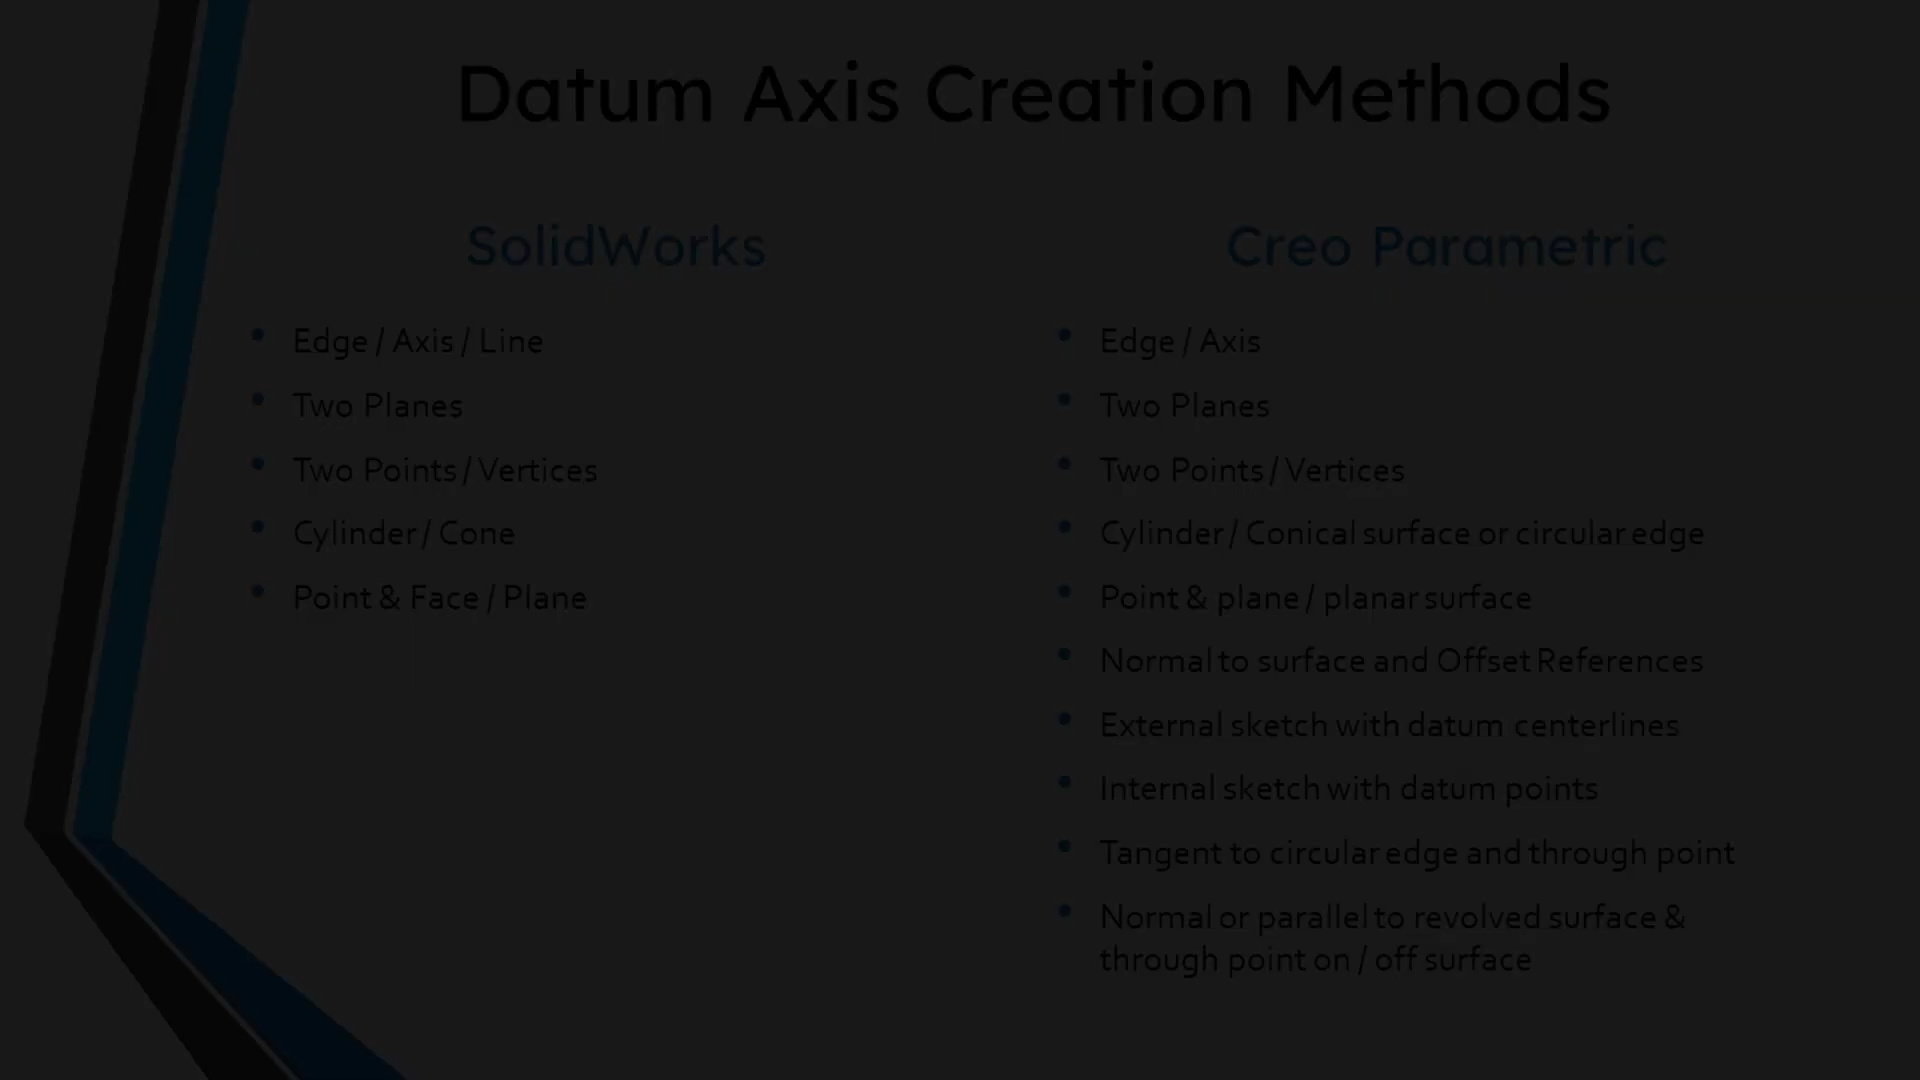 Datum Axis Creation Methods
SolidWorks
• Edge / Axis / Line
• Two Planes
• Two Points / Vertices
• Cylinder / Cone
• Point & Face / Plane
Creo Parametric
• Edge / Axis
• Two Planes
• Two Points / Vertices
• Cylinder / Conical surface or circular edge
• Point & plane / planar surface
• Normal to surface and Offset References
• External sketch with datum centerlines
• Internal sketch with datum points
• Tangent to circular edge and through point
• Normal or parallel to revolved surface &
through point on / off surface